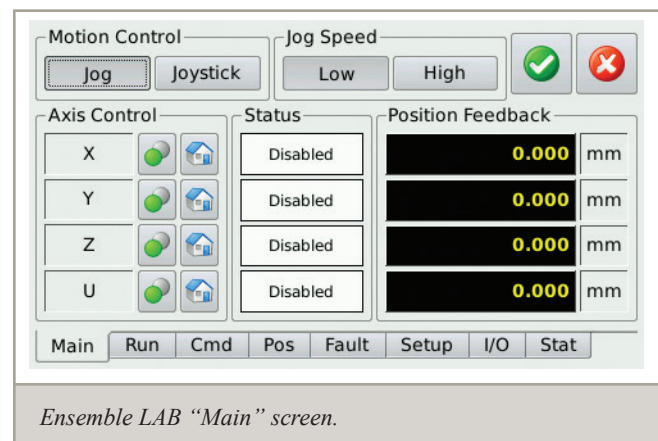 Motion Control
Jog Speed
Jog
Joystick
Low
High
Axis Control
Status
Position Feedback
X
Disabled
0.000
mm
Y
Disabled
0.000
mm
Z
Disabled
0.000
mm
U
Disabled
0.000
mm
Main
Run
Cmd
Pos
Fault
Setup
I/O
Stat
Ensemble LAB “Main” screen.